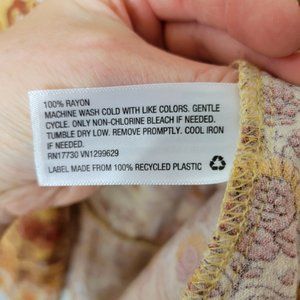 100% RAYON
MACHINE WASH COLD WITH LIKE COLORS. GENTLE
CYCLE. ONLY NON-CHLORINE BLEACH IF NEEDED.
TUMBLE DRY LOW. REMOVE PROMPTLY. COOL IRON
IF NEEDED.
RN17730 VN1299629
LABEL MADE FROM 100% RECYCLED PLASTIC